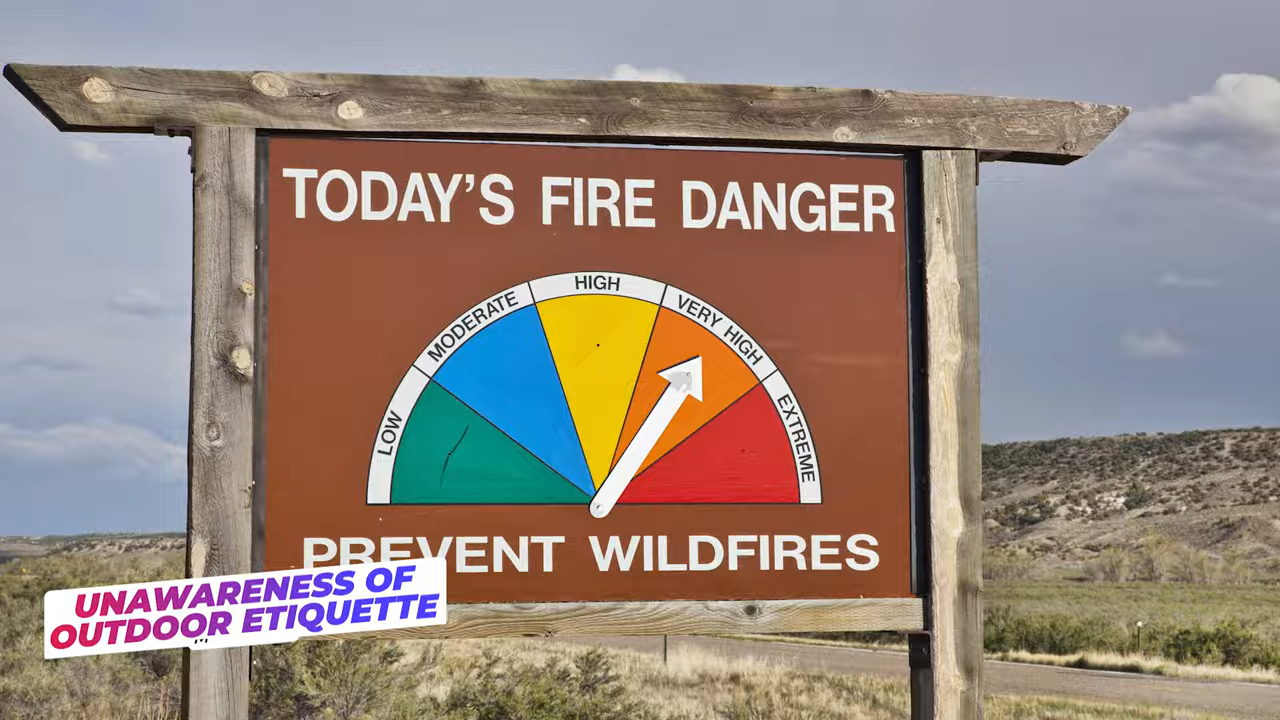 TODAY'S FIRE DANGER
LOW
MODERATE
HIGH
VERY HIGH
EXTREME
PREVENT WILDFIRES
UNAWARENESS OF
OUTDOOR ETIQUETTE